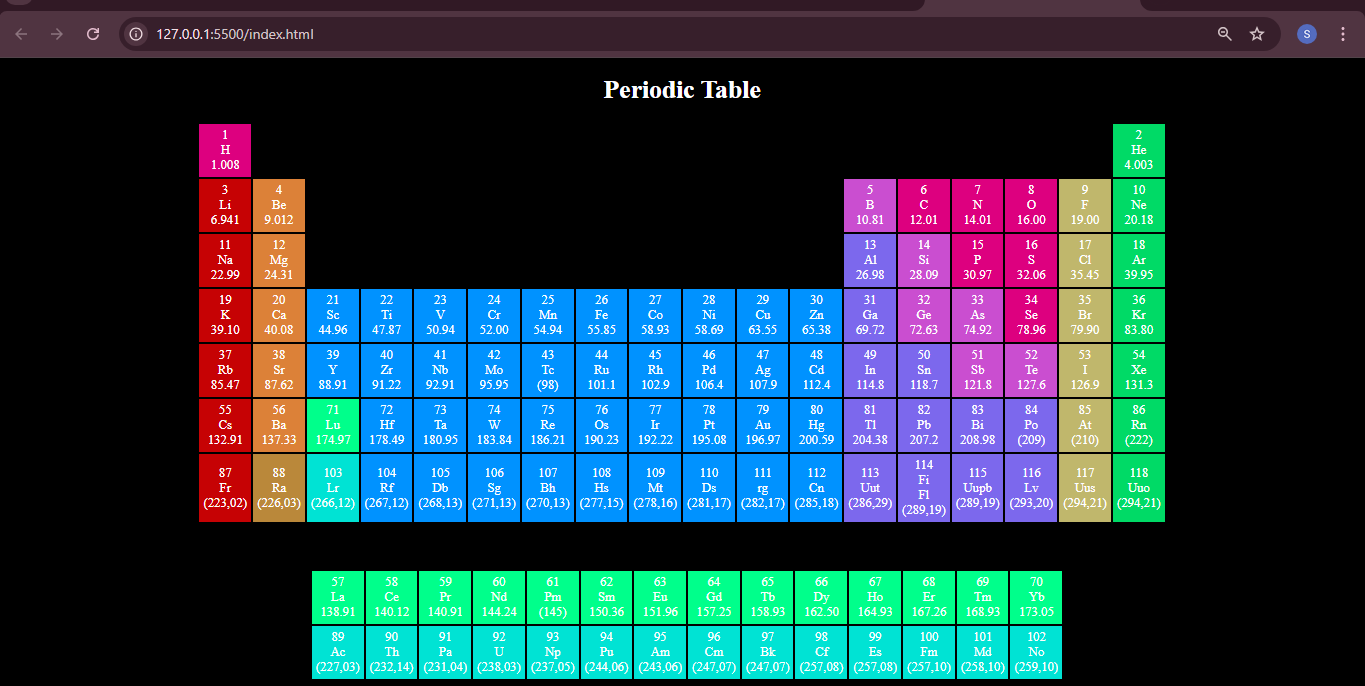 127.0.0.1:5500/index.html
S
Periodic Table
1 2
H He
1.008 4.003
3 4 5 6 7 8 9 10
Li Be B C N O F Ne
6.941 9.012 10.81 12.01 14.01 16.00 19.00 20.18
11 12 13 14 15 16 17 18
Na Mg Al Si P S Cl Ar
22.99 24.31 26.98 28.09 30.97 32.06 35.45 39.95
19 20 21 22 23 24 25 26 27 28 29 30 31 32 33 34 35 36
K Ca Sc Ti V Cr Mn Fe Co Ni Cu Zn Ga Ge As Se Br Kr
39.10 40.08 44.96 47.87 50.94 52.00 54.94 55.85 58.93 58.69 63.55 65.38 69.72 72.63 74.92 78.96 79.90 83.80
37 38 39 40 41 42 43 44 45 46 47 48 49 50 51 52 53 54
Rb Sr Y Zr Nb Mo Tc Ru Rh Pd Ag Cd In Sn Sb Te I Xe
85.47 87.62 88.91 91.22 92.91 95.95 (98) 101.1 102.9 106.4 107.9 112.4 114.8 118.7 121.8 127.6 126.9 131.3
55 56 71 72 73 74 75 76 77 78 79 80 81 82 83 84 85 86
Cs Ba Lu Hf Ta W Re Os Ir Pt Au Hg Tl Pb Bi Po At Rn
132.91 137.33 174.97 178.49 180.95 183.84 186.21 190.23 192.22 195.08 196.97 200.59 204.38 207.2 208.98 (209) (210) (222)
87 88 103 104 105 106 107 108 109 110 111 112 113 114 115 116 117 118
Fr Ra Lr Rf Db Sg Bh Hs Mt Ds rg Cn Uut Fi Uupb Lv Uus Uuo
Fl
(223,02) (226,03) (266,12) (267,12) (268,13) (271,13) (270,13) (277,15) (278,16) (281,17) (282,17) (285,18) (286,29) (289,19) (289,19) (293,20) (294,21) (294,21)
57 58 59 60 61 62 63 64 65 66 67 68 69 70
La Ce Pr Nd Pm Sm Eu Gd Tb Dy Ho Er Tm Yb
138.91 140.12 140.91 144.24 (145) 150.36 151.96 157.25 158.93 162.50 164.93 167.26 168.93 173.05
89 90 91 92 93 94 95 96 97 98 99 100 101 102
Ac Th Pa U Np Pu Am Cm Bk Cf Es Fm Md No
(227,03) (232,14) (231,04) (238,03) (237,05) (244,06) (243,06) (247,07) (247,07) (257,08) (257,08) (257,10) (258,10) (259,10)